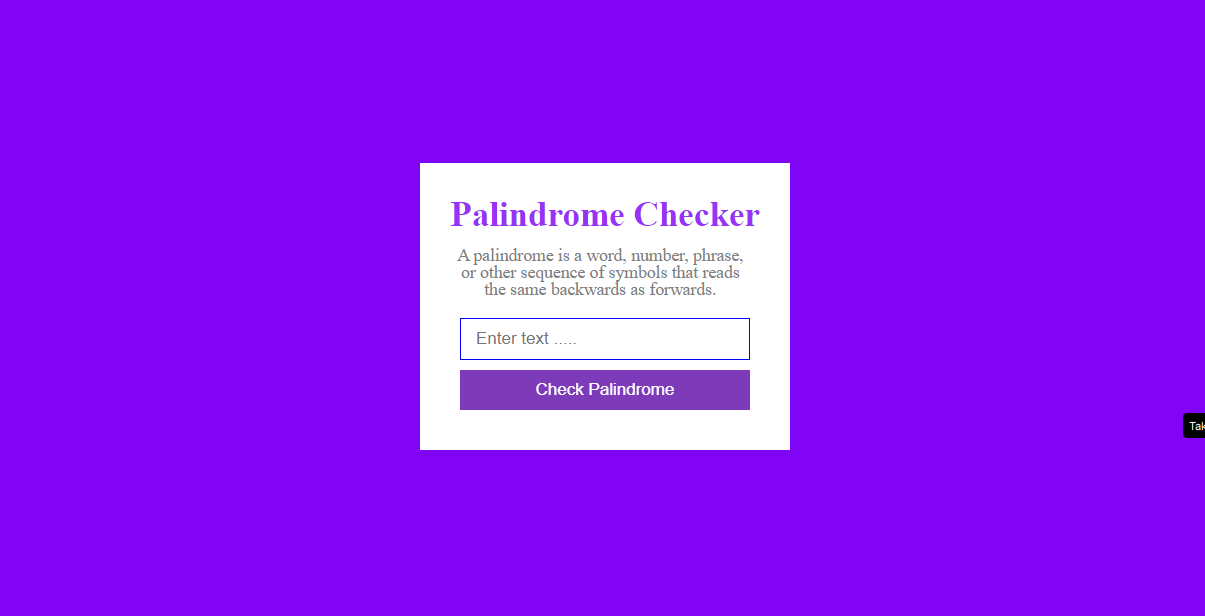 Palindrome Checker
A palindrome is a word, number, phrase,
or other sequence of symbols that reads
the same backwards as forwards.
Enter text .....
Check Palindrome
Tak